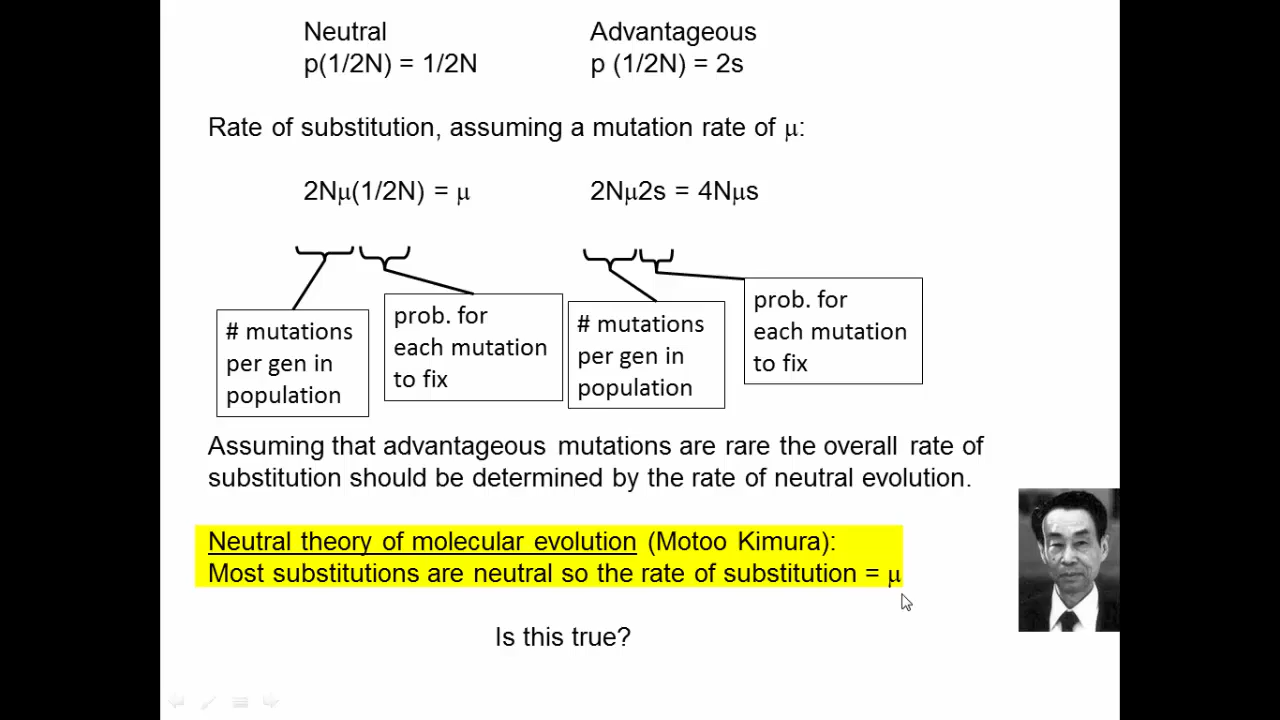 Neutral
Advantageous
p(1/2N) = 1/2N
p (1/2N) = 2s
Rate of substitution, assuming a mutation rate of μ:
2Nμ(1/2N) = μ
2Nμ2s = 4Nμs
# mutations
per gen in
population
prob. for
each mutation
to fix
# mutations
per gen in
population
prob. for
each mutation
to fix
Assuming that advantageous mutations are rare the overall rate of
substitution should be determined by the rate of neutral evolution.
Neutral theory of molecular evolution (Motoo Kimura):
Most substitutions are neutral so the rate of substitution = μ
Is this true?